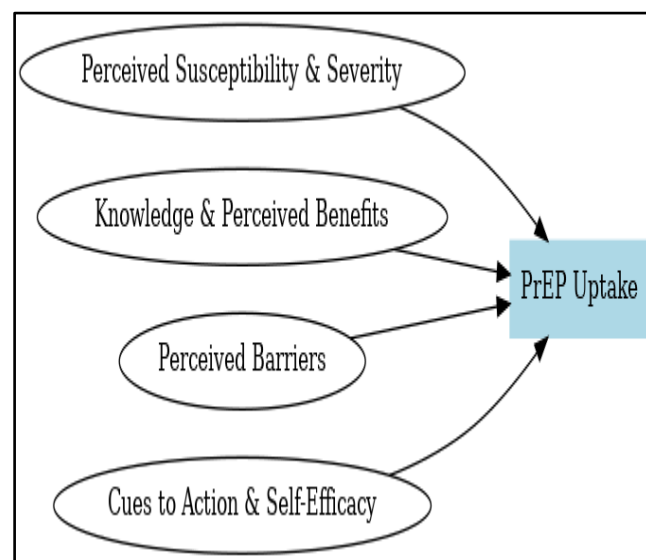 Perceived Susceptibility & Severity
Knowledge & Perceived Benefits
PrEP Uptake
Perceived Barriers
Cues to Action & Self-Efficacy